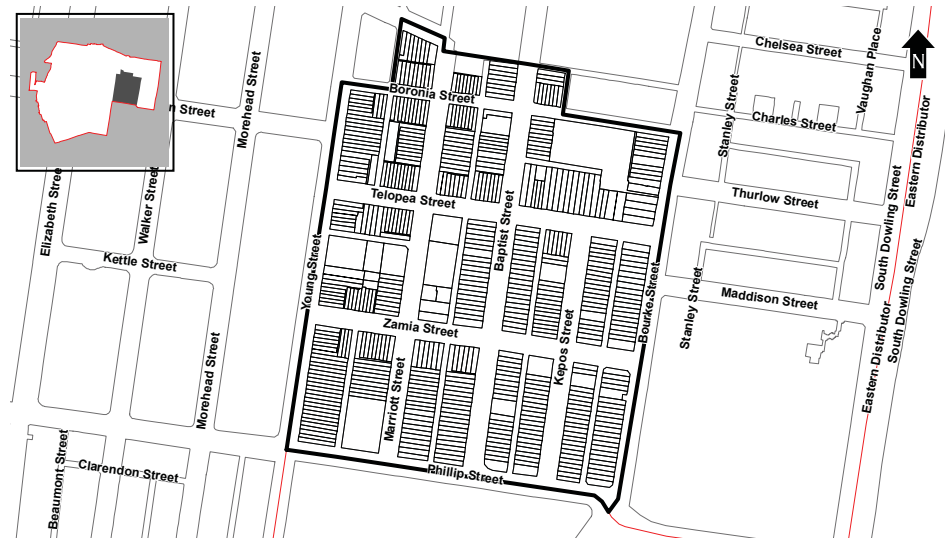 Chelsea Street
Vaughan Place
N
Morehead Street
n Street
Boronia Street
Stanley Street
Charles Street
Eastern Distributor
Elizabeth Stree
Walker Street
Telopea Street
Thurlow Street
Baptist Street
South Dowling Street
Kettle Street
Young Street
Bourke Street
Stanley Street
Maddison Street
South Dowling Street
Zamia Street
Kepos Street
Eastern Distributor
Morehead Street
Marriott Street
Beaumont Street
Clarendon Street
Phillip Street